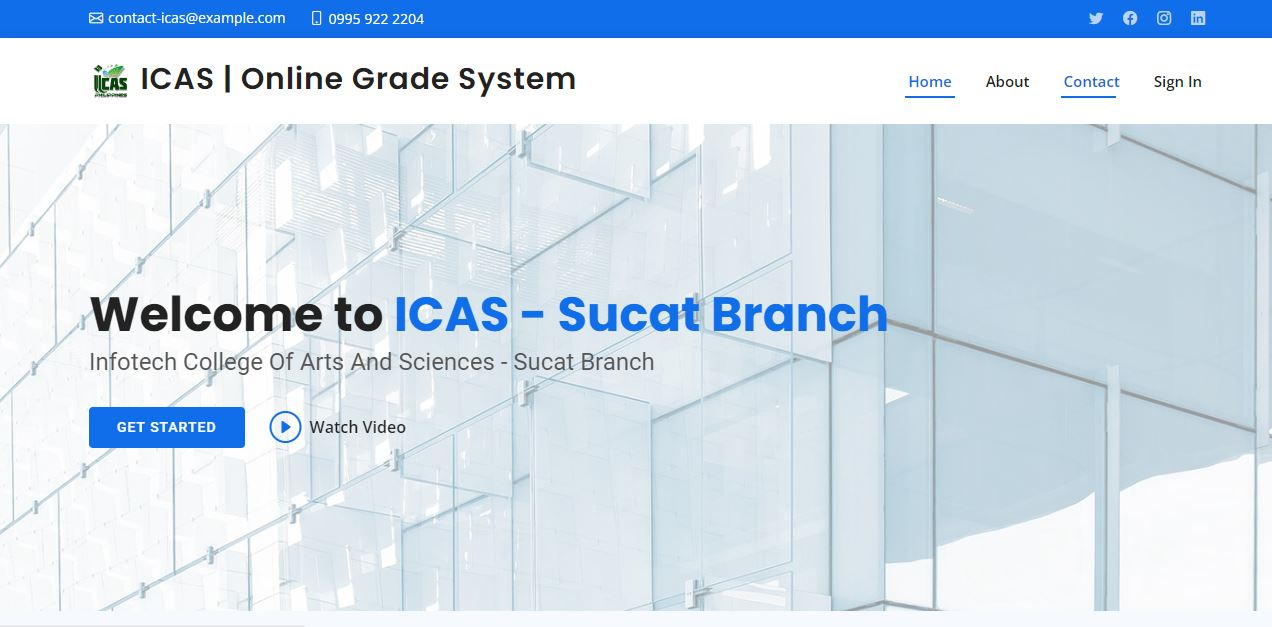 contact-icas@example.com 0995 922 2204
ICAS
PHILIPPINES
ICAS | Online Grade System
Home About Contact Sign In
Welcome to ICAS - Sucat Branch
Infotech College Of Arts And Sciences - Sucat Branch
GET STARTED Watch Video